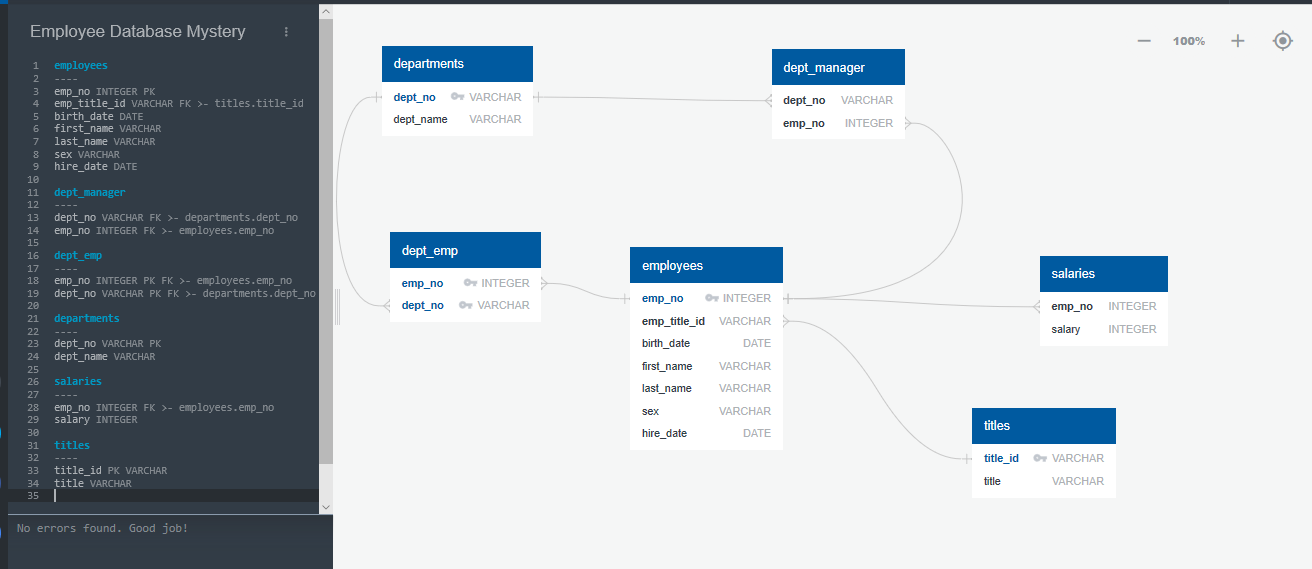 Employee Database Mystery
1 employees
2 ----
3 emp_no INTEGER PK
4 emp_title_id VARCHAR FK >- titles.title_id
5 birth_date DATE
6 first_name VARCHAR
7 last_name VARCHAR
8 sex VARCHAR
9 hire_date DATE
10
11 dept_manager
12 ----
13 dept_no VARCHAR FK >- departments.dept_no
14 emp_no INTEGER FK >- employees.emp_no
15
16 dept_emp
17 ----
18 emp_no INTEGER PK FK >- employees.emp_no
19 dept_no VARCHAR PK FK >- departments.dept_no
20
21 departments
22 ----
23 dept_no VARCHAR PK
24 dept_name VARCHAR
25
26 salaries
27 ----
28 emp_no INTEGER FK >- employees.emp_no
29 salary INTEGER
30
31 titles
32 ----
33 title_id PK VARCHAR
34 title VARCHAR
35
No errors found. Good job!
100%
departments
dept_no VARCHAR
dept_name VARCHAR
dept_manager
dept_no VARCHAR
emp_no INTEGER
dept_emp
emp_no INTEGER
dept_no VARCHAR
employees
emp_no INTEGER
emp_title_id VARCHAR
birth_date DATE
first_name VARCHAR
last_name VARCHAR
sex VARCHAR
hire_date DATE
salaries
emp_no INTEGER
salary INTEGER
titles
title_id VARCHAR
title VARCHAR